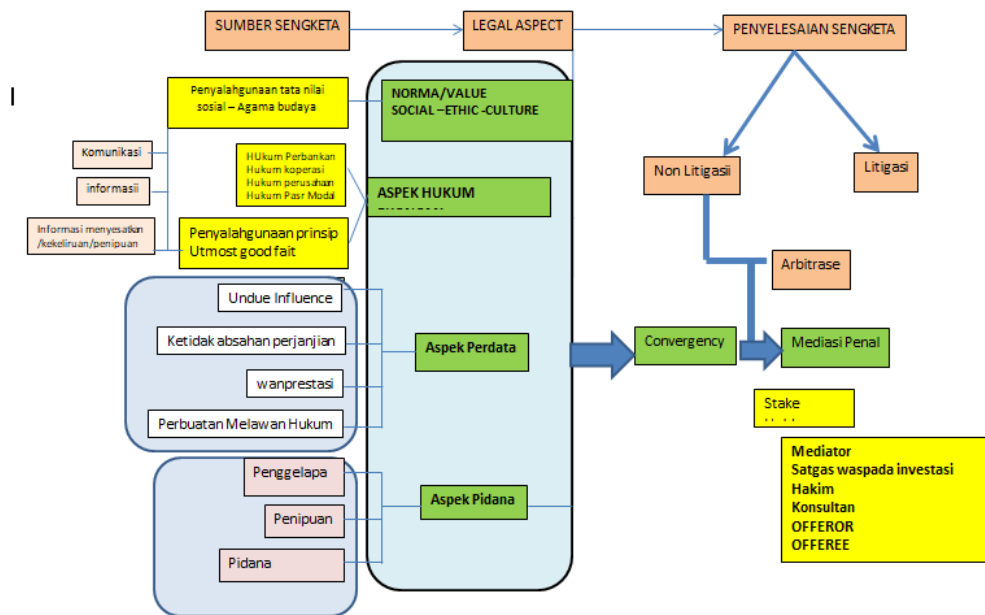 SUMBER SENGKETA
LEGAL ASPECT
PENYELESAIAN SENGKETA
I
Penyalahgunaan tata nilai
sosial – Agama budaya
NORMA/VALUE
SOCIAL –ETHIC -CULTURE
Komunikasi
informasii
Informasi menyesatkan
/kekeliruan/penipuan
HUkum Perbankan
Hukum koperasi
Hukum perusahaan
Hukum Pasr Modal
ASPEK HUKUM
Penyalahgunaan prinsip
Utmost good fait
Non Litigasii
Litigasi
Arbitrase
Undue Influence
Ketidak absahan perjanjian
wanprestasi
Perbuatan Melawan Hukum
Aspek Perdata
Convergency
Mediasi Penal
Stake
Mediator
Satgas waspada investasi
Hakim
Konsultan
OFFEROR
OFFEREE
Penggelapa
Penipuan
Pidana
Aspek Pidana